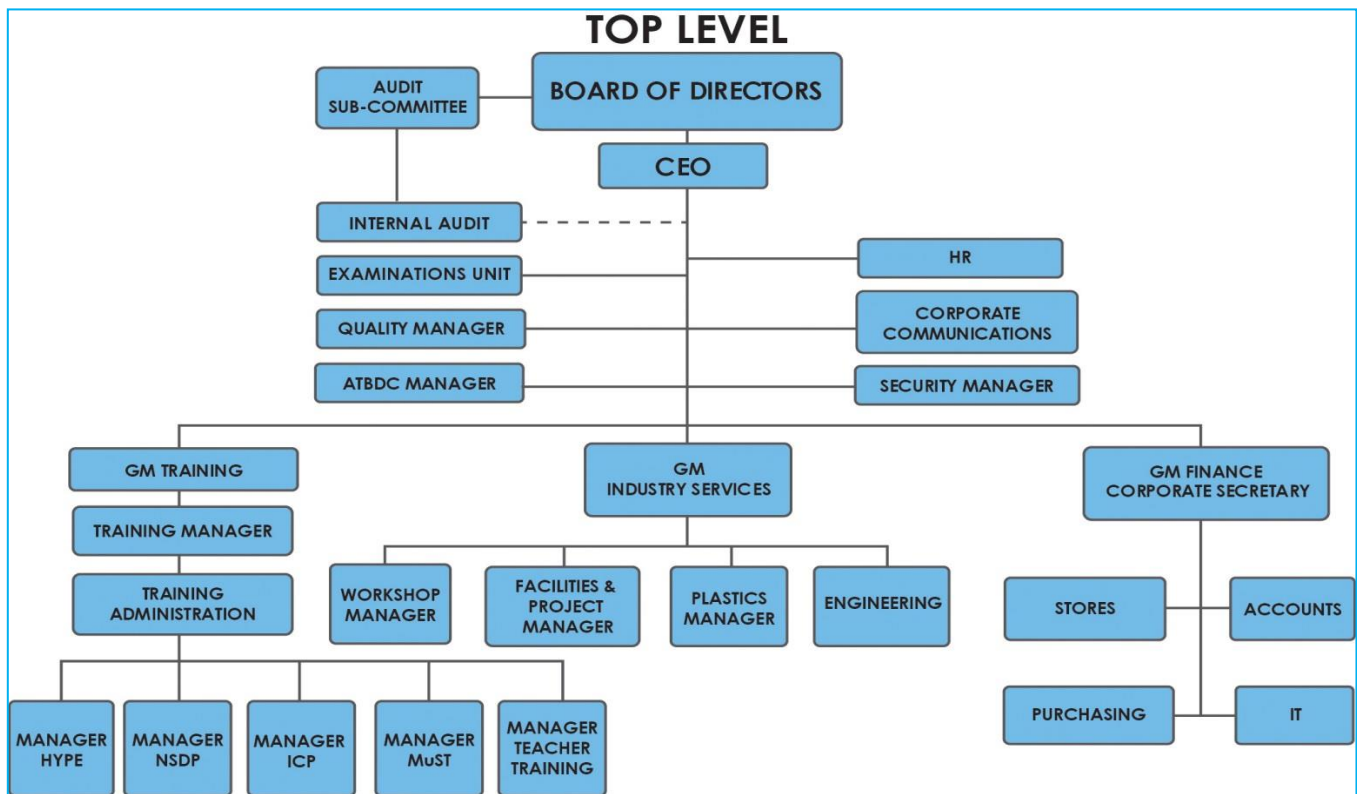 TOP LEVEL
BOARD OF DIRECTORS
AUDIT
SUB-COMMITTEE
CEO
INTERNAL AUDIT
EXAMINATIONS UNIT
HR
QUALITY MANAGER
CORPORATE
COMMUNICATIONS
ATBDC MANAGER
SECURITY MANAGER
GM TRAINING
TRAINING MANAGER
TRAINING
ADMINISTRATION
MANAGER
HYPE
MANAGER
NSDP
MANAGER
ICP
MANAGER
MuST
MANAGER
TEACHER
TRAINING
GM
INDUSTRY SERVICES
WORKSHOP
MANAGER
FACILITIES &
PROJECT
MANAGER
PLASTICS
MANAGER
ENGINEERING
GM FINANCE
CORPORATE SECRETARY
STORES
ACCOUNTS
PURCHASING
IT